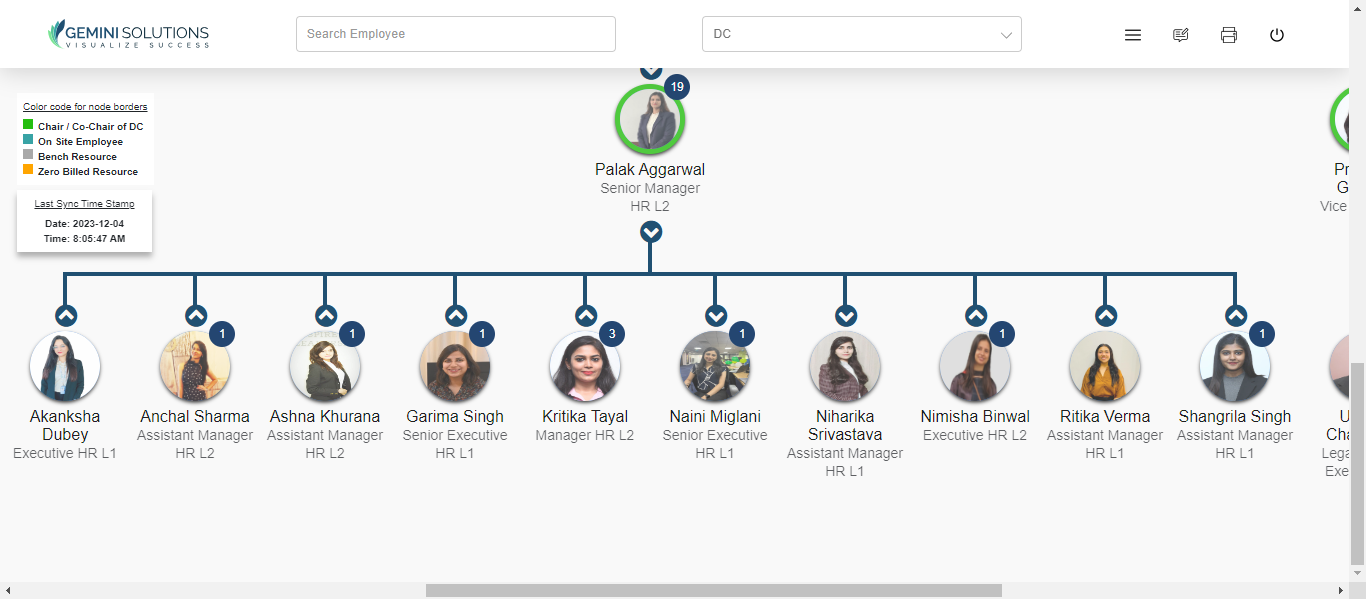 GEMINI SOLUTIONS
VISUALIZE SUCCESS
Search Employee
DC
Color code for node borders
Chair / Co-Chair of DC
On Site Employee
Bench Resource
Zero Billed Resource
Last Sync Time Stamp
Date: 2023-12-04
Time: 8:05:47 AM
19
Palak Aggarwal
Senior Manager
HR L2
Pr
G
Vice
Akanksha
Dubey
Executive HR L1
1
Anchal Sharma
Assistant Manager
HR L2
1
Ashna Khurana
Assistant Manager
HR L2
1
Garima Singh
Senior Executive
HR L1
3
Kritika Tayal
Manager HR L2
1
Naini Miglani
Senior Executive
HR L1
Niharika
Srivastava
Assistant Manager
HR L1
1
Nimisha Binwal
Executive HR L2
Ritika Verma
Assistant Manager
HR L1
1
Shangrila Singh
Assistant Manager
HR L1
U
Cha
Lega
Exe